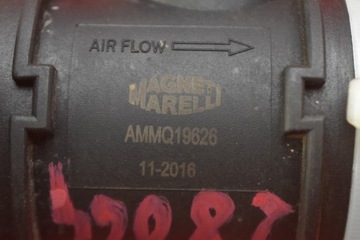 AIR FLOW
MAGNETI
MARELLI
AMMQ19626
11-2016